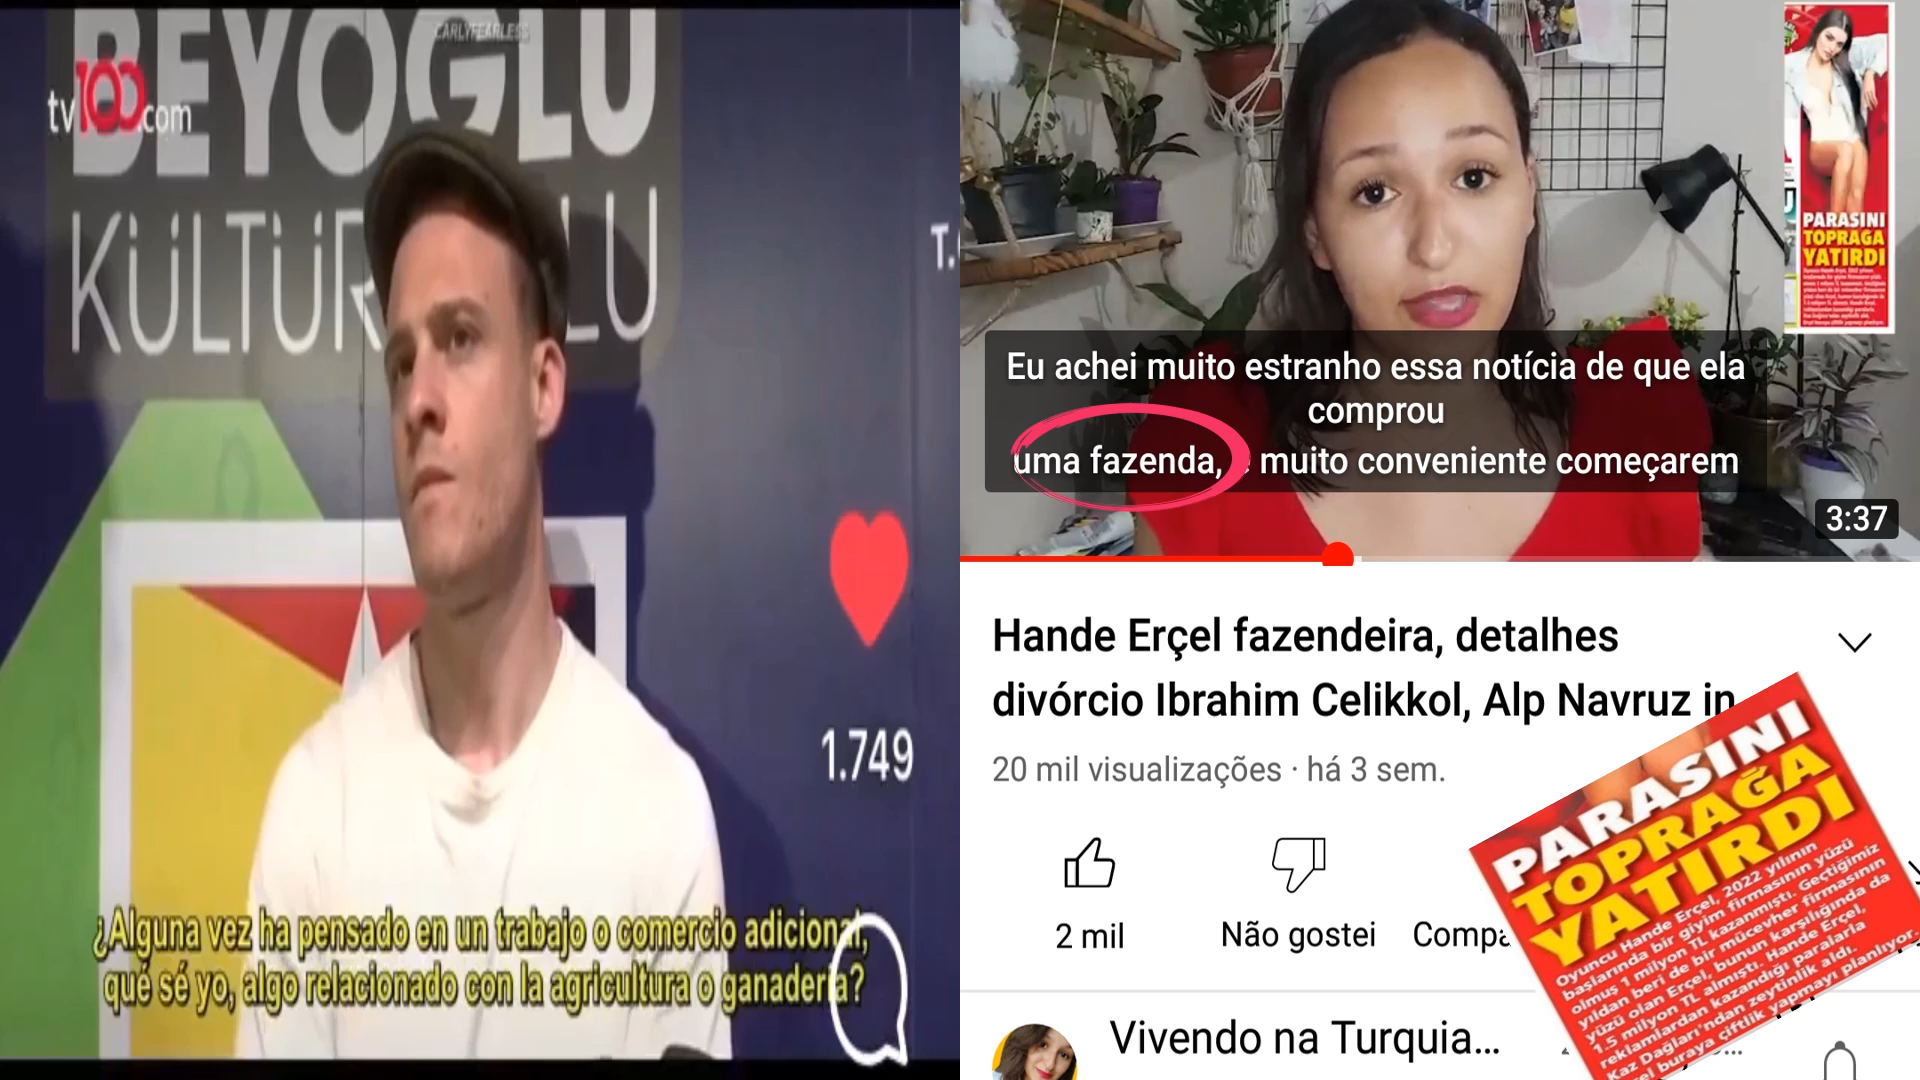 CARLYFEARLESS
BEYOĞLU
tv100.com
KÜLTÜR LU
T.
1.749
¿Alguna vez ha pensado en un trabajo o comercio adicional,
qué sé yo, algo relacionado con la agricultura o ganadería?
PARASINI
TOPRAĞA
YATIRDI
Eu achei muito estranho essa notícia de que ela
comprou
uma fazenda, é muito conveniente começarem
3:37
Hande Erçel fazendeira, detalhes
divórcio Ibrahim Celikkol, Alp Navruz in
20 mil visualizações · há 3 sem.
2 mil
Não gostei
Compa
Vivendo na Turquia...
PARASINI
TOPRAĞA
YATIRDI
Oyuncu Hande Erçel, 2022 yılının
başlarında bir giyim firmasının yüzü
olmuş 1 milyon TL kazanmıştı. Geçtiğimiz
yıldan beri de bir mücevher firmasının
yüzü olan Erçel, bunun karşılığında da
1.5 milyon TL almıştı. Hande Erçel,
reklamlardan kazandığı paralarla
Kaz Dağları'ndan zeytinlik aldı.
el buraya çiftlik yapmayı planlıyor.